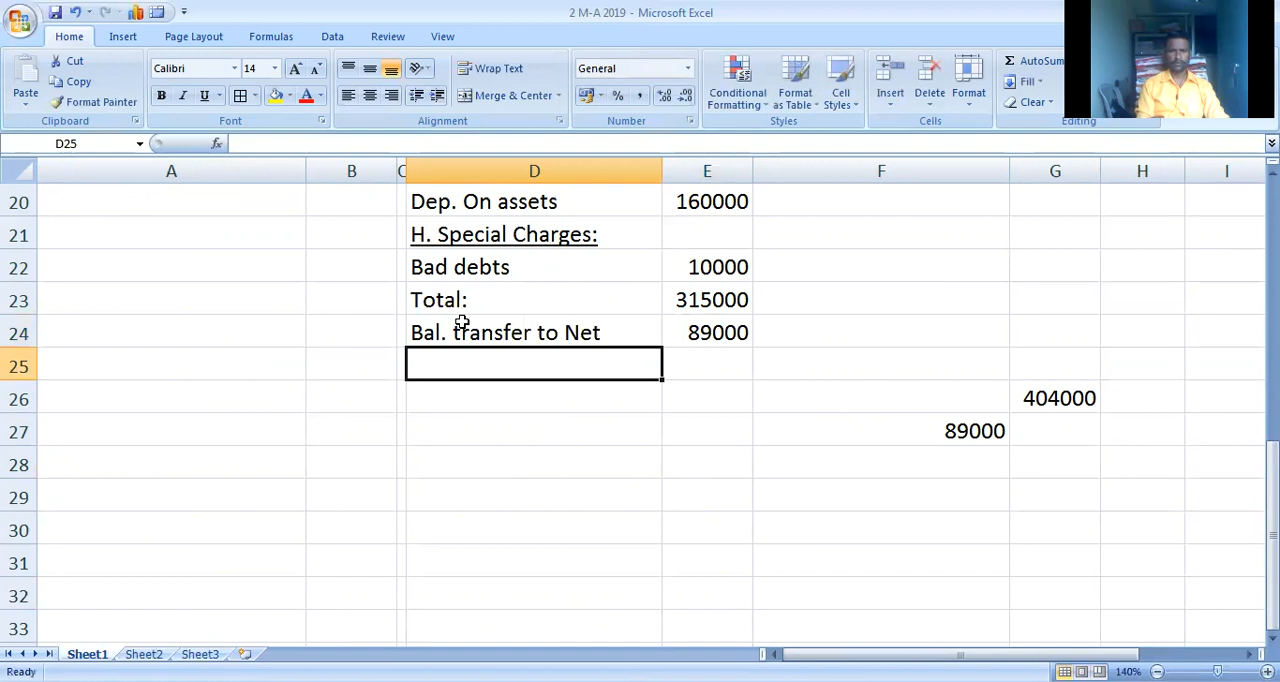 2 M-A 2019 - Microsoft Excel
Home Insert Page Layout Formulas Data Review View
Paste
Cut
Copy
Format Painter
Clipboard
Calibri 14
A A
B I U A
Font
Wrap Text
Merge & Center
Alignment
General
% ,
Number
Conditional Formatting
Format as Table
Cell Styles
Styles
Insert Delete Format
Cells
Σ AutoSum
Fill
Clear
Editing
D25 fx
A B C D E F G H I
20 Dep. On assets 160000
21 H. Special Charges:
22 Bad debts 10000
23 Total: 315000
24 Bal. transfer to Net 89000
25
26 404000
27 89000
28
29
30
31
32
33
Sheet1 Sheet2 Sheet3
Ready 140%